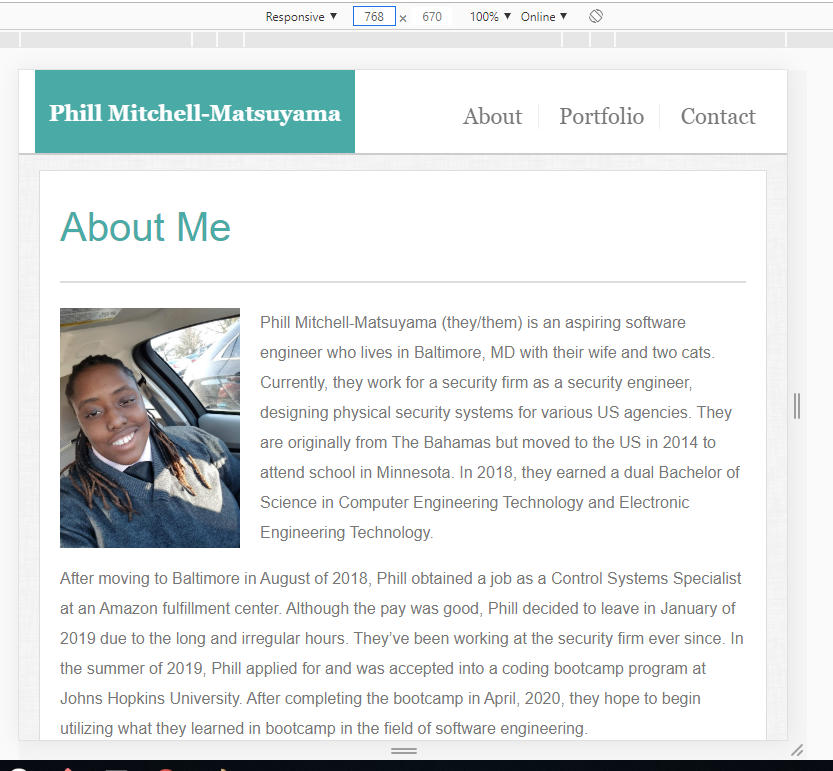 Responsive ▼ 768 × 670 100% ▼ Online ▼
Phill Mitchell-Matsuyama
About Portfolio Contact
About Me
Phill Mitchell-Matsuyama (they/them) is an aspiring software
engineer who lives in Baltimore, MD with their wife and two cats.
Currently, they work for a security firm as a security engineer,
designing physical security systems for various US agencies. They
are originally from The Bahamas but moved to the US in 2014 to
attend school in Minnesota. In 2018, they earned a dual Bachelor of
Science in Computer Engineering Technology and Electronic
Engineering Technology.
After moving to Baltimore in August of 2018, Phill obtained a job as a Control Systems Specialist
at an Amazon fulfillment center. Although the pay was good, Phill decided to leave in January of
2019 due to the long and irregular hours. They’ve been working at the security firm ever since. In
the summer of 2019, Phill applied for and was accepted into a coding bootcamp program at
Johns Hopkins University. After completing the bootcamp in April, 2020, they hope to begin
utilizing what they learned in bootcamp in the field of software engineering.